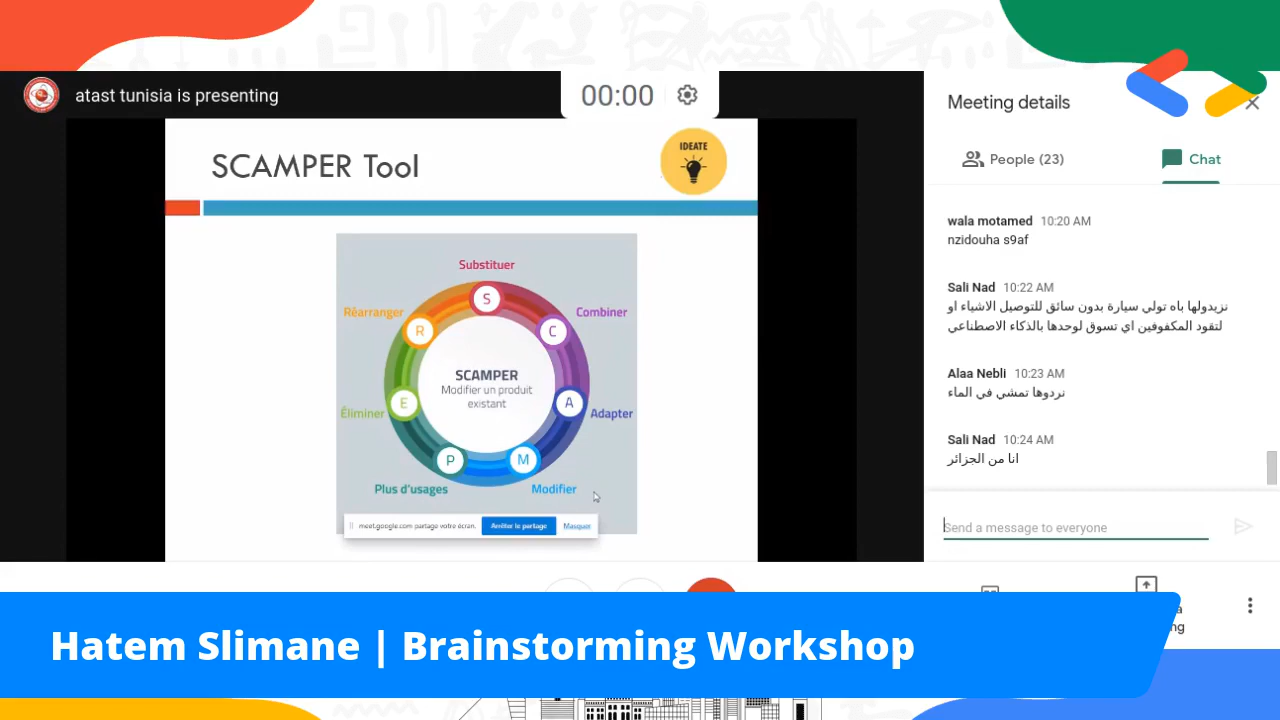 atast tunisia is presenting
00:00
SCAMPER Tool
IDEATE
Substituer
Réarranger
Combiner
S
R
C
SCAMPER
Modifier un produit
existant
E
A
Éliminer
Adapter
P
M
Plus d'usages
Modifier
meet.google.com partage votre écran.
Arrêter le partage
Masquer
Meeting details
People (23)
Chat
wala motamed 10:20 AM
nzidouha s9af
Sali Nad 10:22 AM
نزيدولها باه تولي سيارة بدون سائق للتوصيل الاشياء او
لتقود المكفوفين اي تسوق لوحدها بالذكاء الاصطناعي
Alaa Nebli 10:23 AM
نردوها تمشي في الماء
Sali Nad 10:24 AM
انا من الجزائر
Send a message to everyone
Hatem Slimane | Brainstorming Workshop